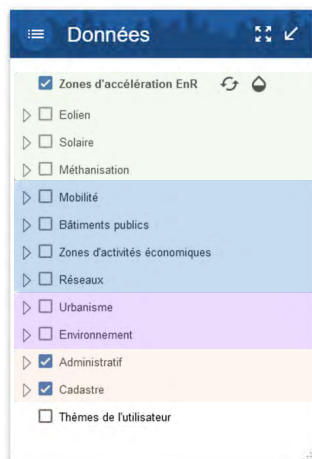 Données
Zones d'accélération EnR
Eolien
Solaire
Méthanisation
Mobilité
Bâtiments publics
Zones d'activités économiques
Réseaux
Urbanisme
Environnement
Administratif
Cadastre
Thèmes de l'utilisateur